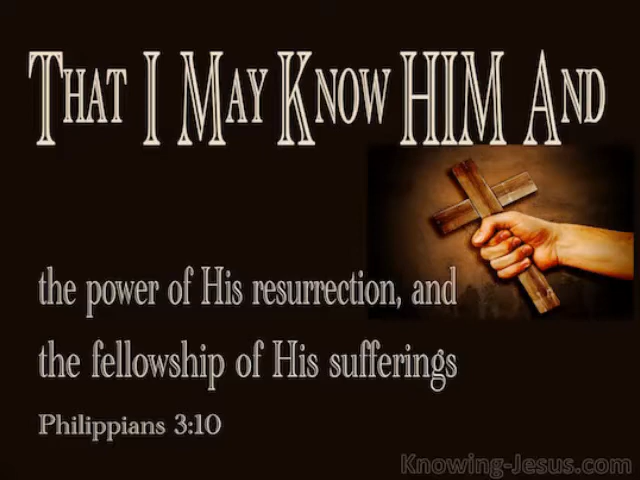 That I May Know HIM And
the power of His resurrection, and
the fellowship of His sufferings
Philippians 3:10
Knowing-Jesus.com